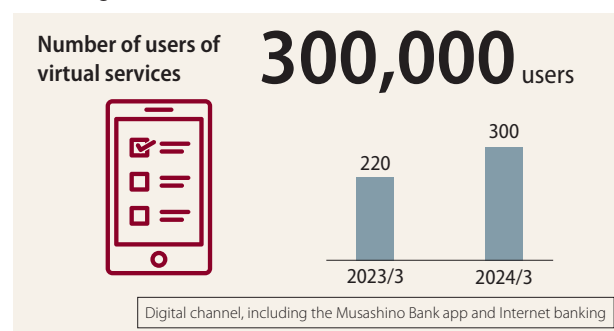 Number of users of
virtual services
300,000 users
220
300
2023/3
2024/3
Digital channel, including the Musashino Bank app and Internet banking